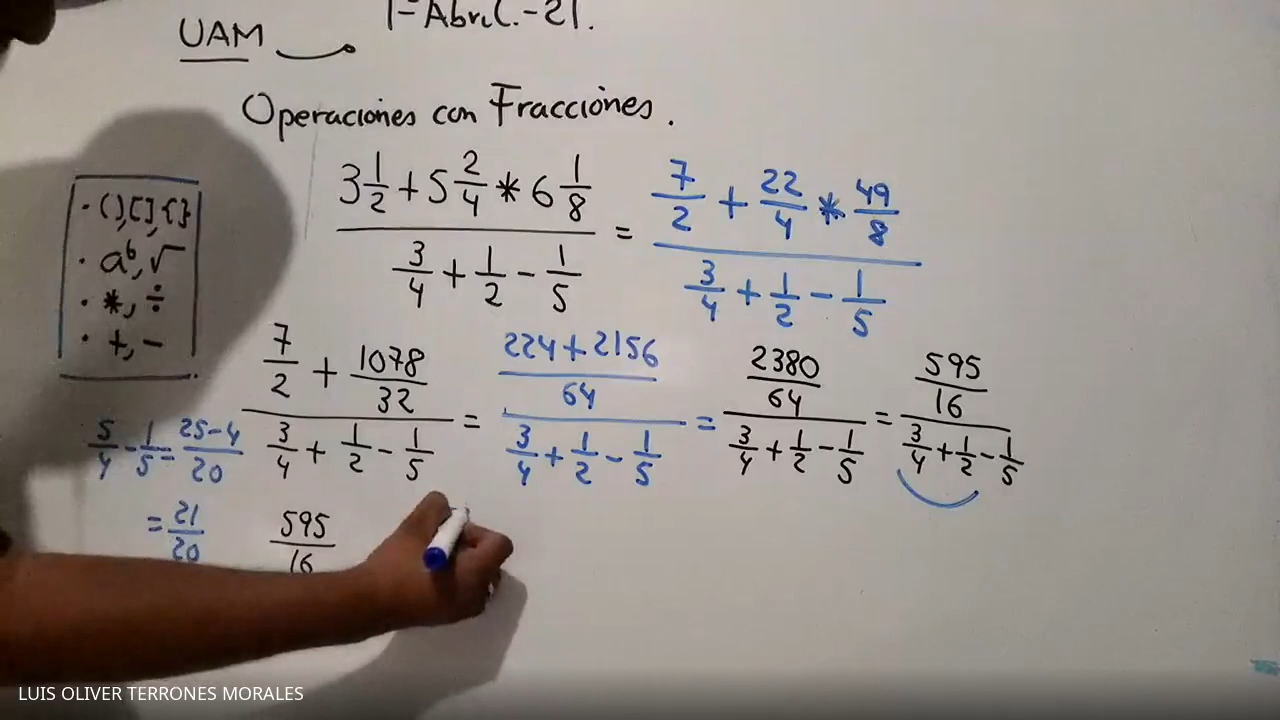 1-Abril.-21.
UAM
Operaciones con Fracciones.
3 1/2 + 5 2/4 * 6 1/8 / 3/4 + 1/2 - 1/5 = 7/2 + 22/4 * 49/8 / 3/4 + 1/2 - 1/5
· (),[],{}
· a^b, √
· *, ÷
· +, -
7/2 + 1078/32 / 3/4 + 1/2 - 1/5 = 224+2156/64 / 3/4 + 1/2 - 1/5 = 2380/64 / 3/4 + 1/2 - 1/5 = 595/16 / 3/4 + 1/2 - 1/5
5/4 - 1/5 = 25-4/20
= 21/20
595/16
LUIS OLIVER TERRONES MORALES